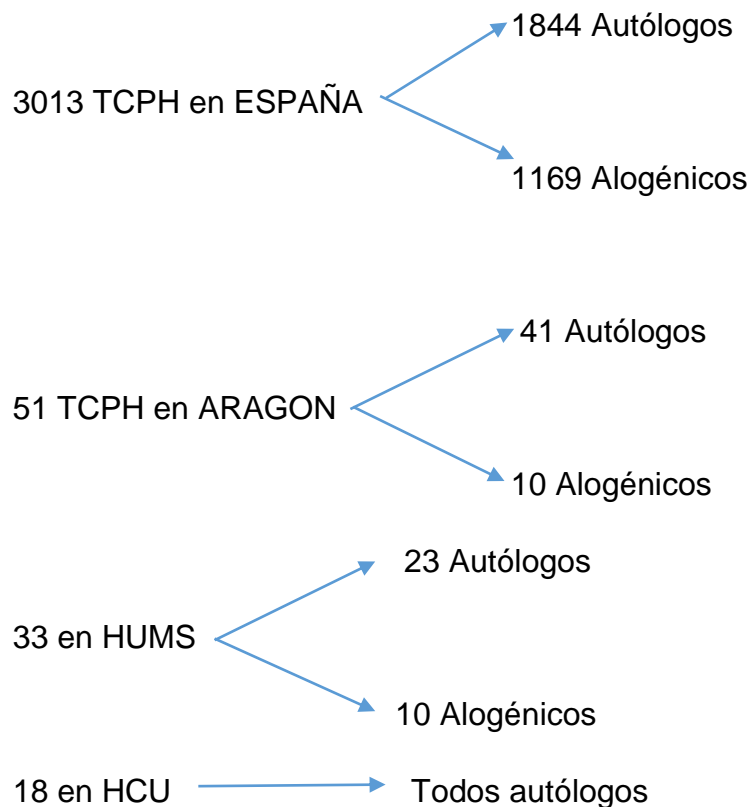 1844 Autólogos
3013 TCPH en ESPAÑA
1169 Alogénicos
41 Autólogos
51 TCPH en ARAGON
10 Alogénicos
23 Autólogos
33 en HUMS
10 Alogénicos
18 en HCU
Todos autólogos